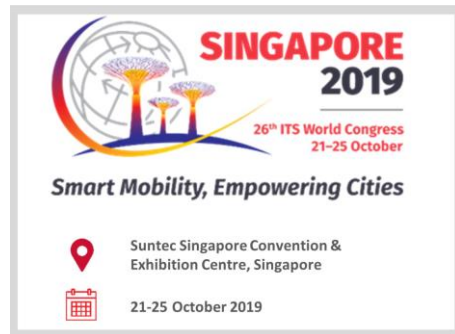 SINGAPORE
2019
26th ITS World Congress
21–25 October
Smart Mobility, Empowering Cities
Suntec Singapore Convention &
Exhibition Centre, Singapore
21-25 October 2019